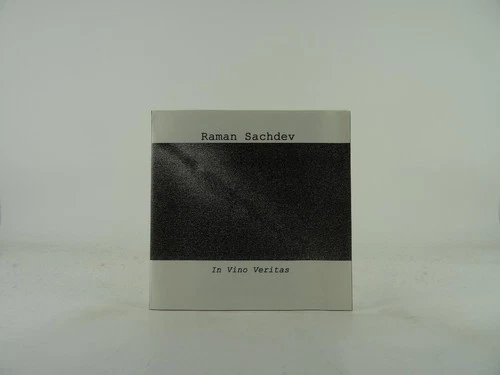 Raman Sachdev
In Vino Veritas